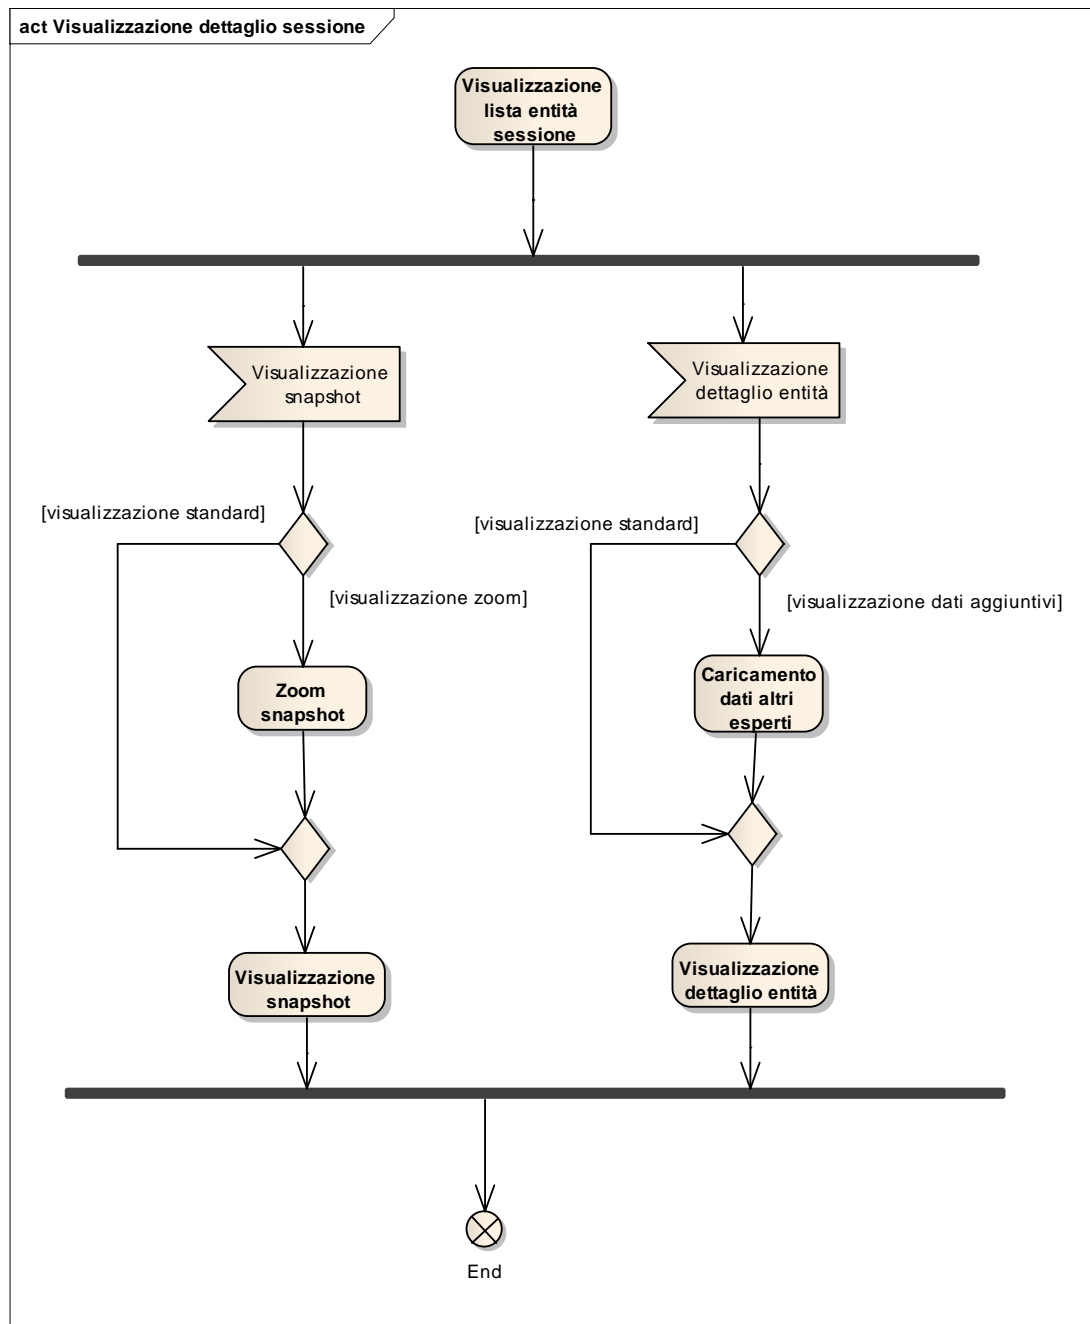 act Visualizzazione dettaglio sessione
Visualizzazione
lista entità
sessione
Visualizzazione
snapshot
Visualizzazione
dettaglio entità
[visualizzazione standard]
[visualizzazione standard]
[visualizzazione zoom]
[visualizzazione dati aggiuntivi]
Zoom
snapshot
Caricamento
dati altri
esperti
Visualizzazione
snapshot
Visualizzazione
dettaglio entità
End